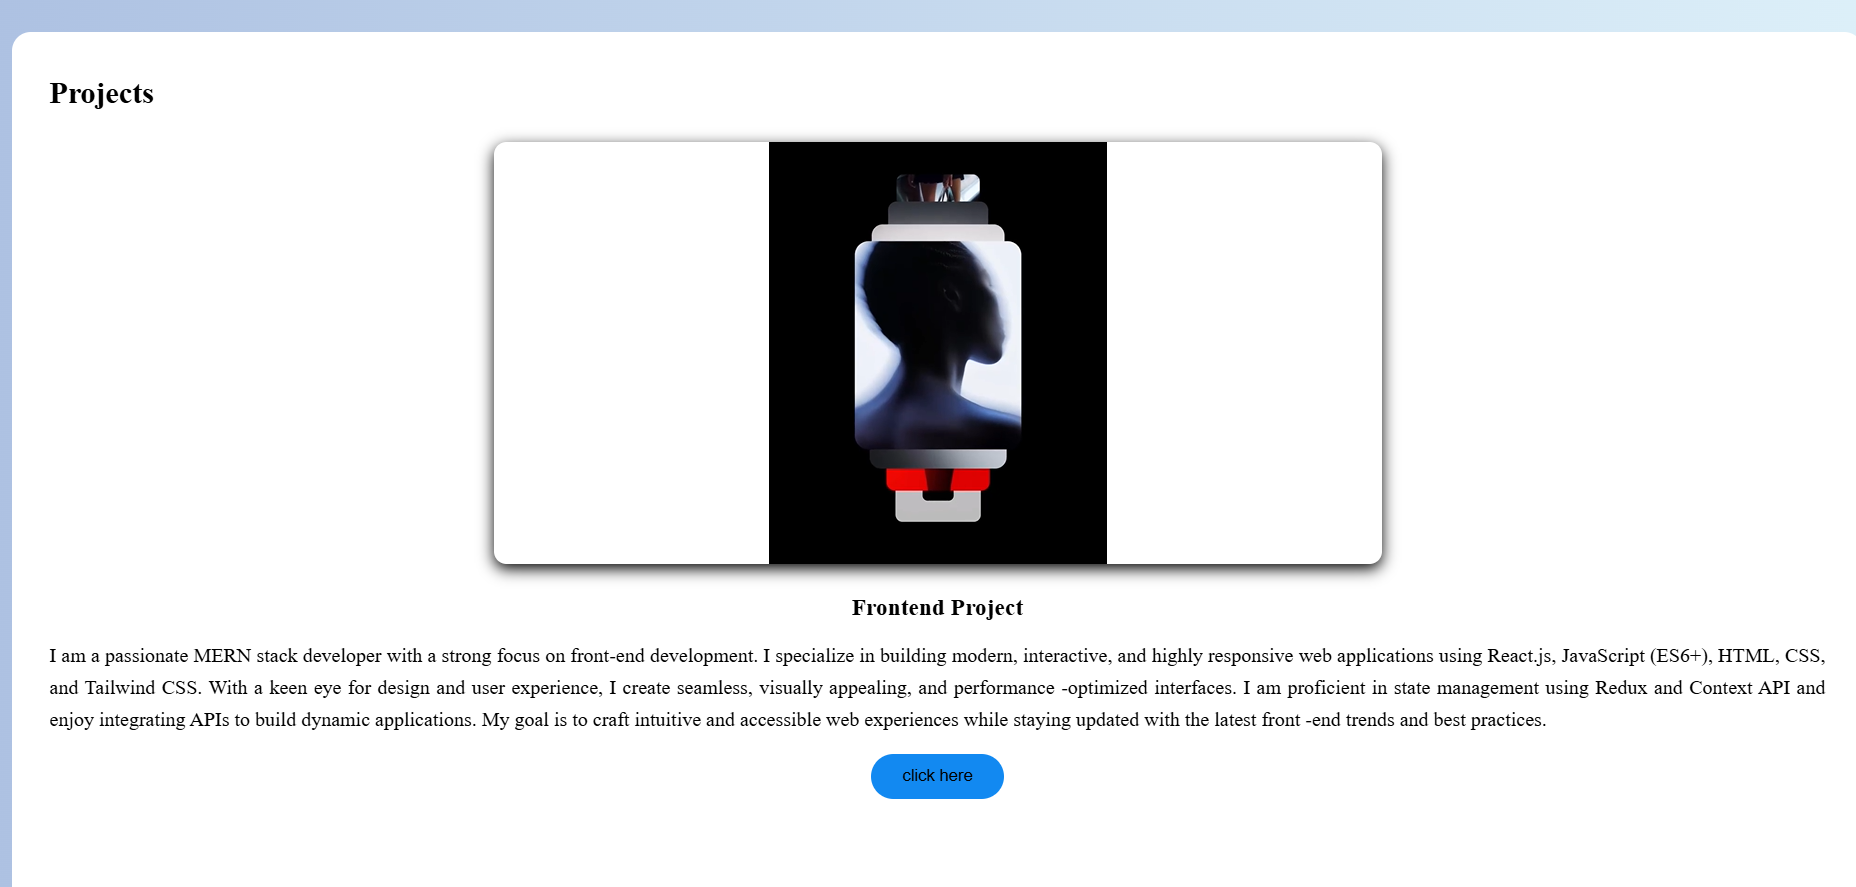 Projects
Frontend Project
I am a passionate MERN stack developer with a strong focus on front-end development. I specialize in building modern, interactive, and highly responsive web applications using React.js, JavaScript (ES6+), HTML, CSS,
and Tailwind CSS. With a keen eye for design and user experience, I create seamless, visually appealing, and performance -optimized interfaces. I am proficient in state management using Redux and Context API and
enjoy integrating APIs to build dynamic applications. My goal is to craft intuitive and accessible web experiences while staying updated with the latest front -end trends and best practices.
click here